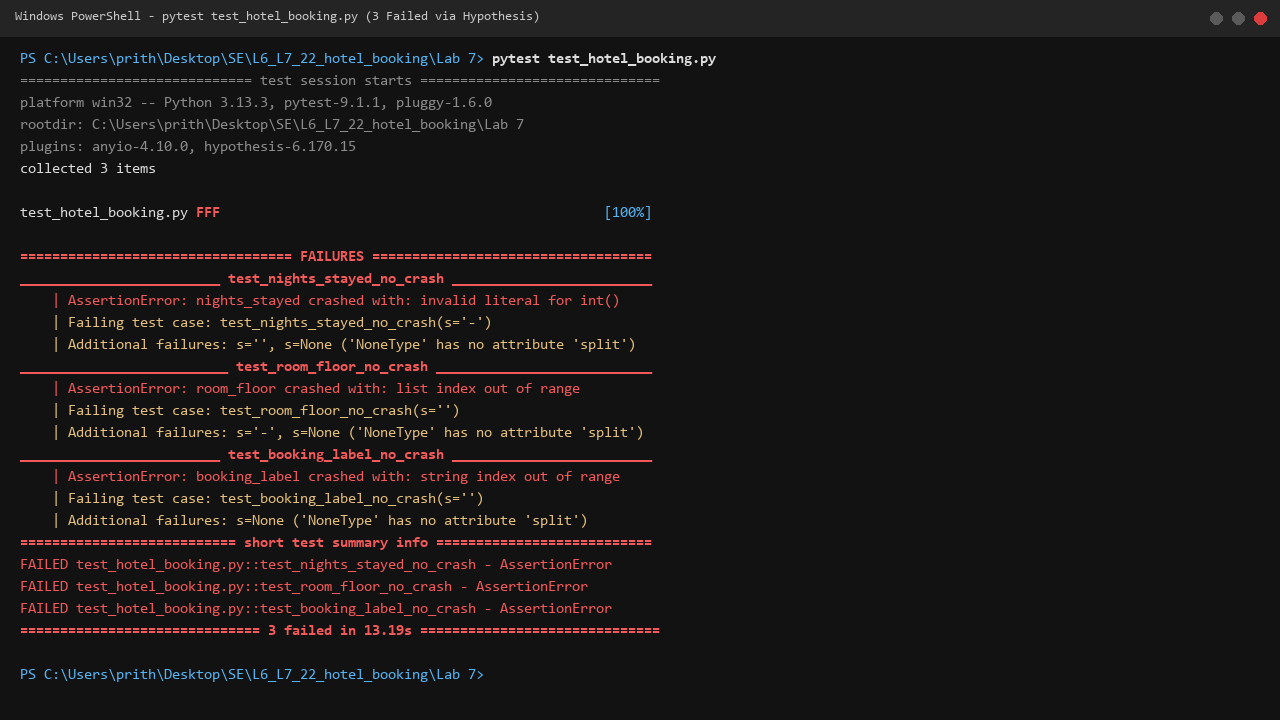 Windows PowerShell - pytest test_hotel_booking.py (3 Failed via Hypothesis)
PS C:\Users\prith\Desktop\SE\L6_L7_22_hotel_booking\Lab 7> pytest test_hotel_booking.py
============================= test session starts ==============================
platform win32 -- Python 3.13.3, pytest-9.1.1, pluggy-1.6.0
rootdir: C:\Users\prith\Desktop\SE\L6_L7_22_hotel_booking\Lab 7
plugins: anyio-4.10.0, hypothesis-6.170.15
collected 3 items
test_hotel_booking.py FFF                                                [100%]
================================== FAILURES ===================================
_________________________ test_nights_stayed_no_crash _________________________
    | AssertionError: nights_stayed crashed with: invalid literal for int()
    | Failing test case: test_nights_stayed_no_crash(s='-')
    | Additional failures: s='', s=None ('NoneType' has no attribute 'split')
__________________________ test_room_floor_no_crash ___________________________
    | AssertionError: room_floor crashed with: list index out of range
    | Failing test case: test_room_floor_no_crash(s='')
    | Additional failures: s='-', s=None ('NoneType' has no attribute 'split')
_________________________ test_booking_label_no_crash _________________________
    | AssertionError: booking_label crashed with: string index out of range
    | Failing test case: test_booking_label_no_crash(s='')
    | Additional failures: s=None ('NoneType' has no attribute 'split')
=========================== short test summary info ===========================
FAILED test_hotel_booking.py::test_nights_stayed_no_crash - AssertionError
FAILED test_hotel_booking.py::test_room_floor_no_crash - AssertionError
FAILED test_hotel_booking.py::test_booking_label_no_crash - AssertionError
============================== 3 failed in 13.19s ==============================
PS C:\Users\prith\Desktop\SE\L6_L7_22_hotel_booking\Lab 7>